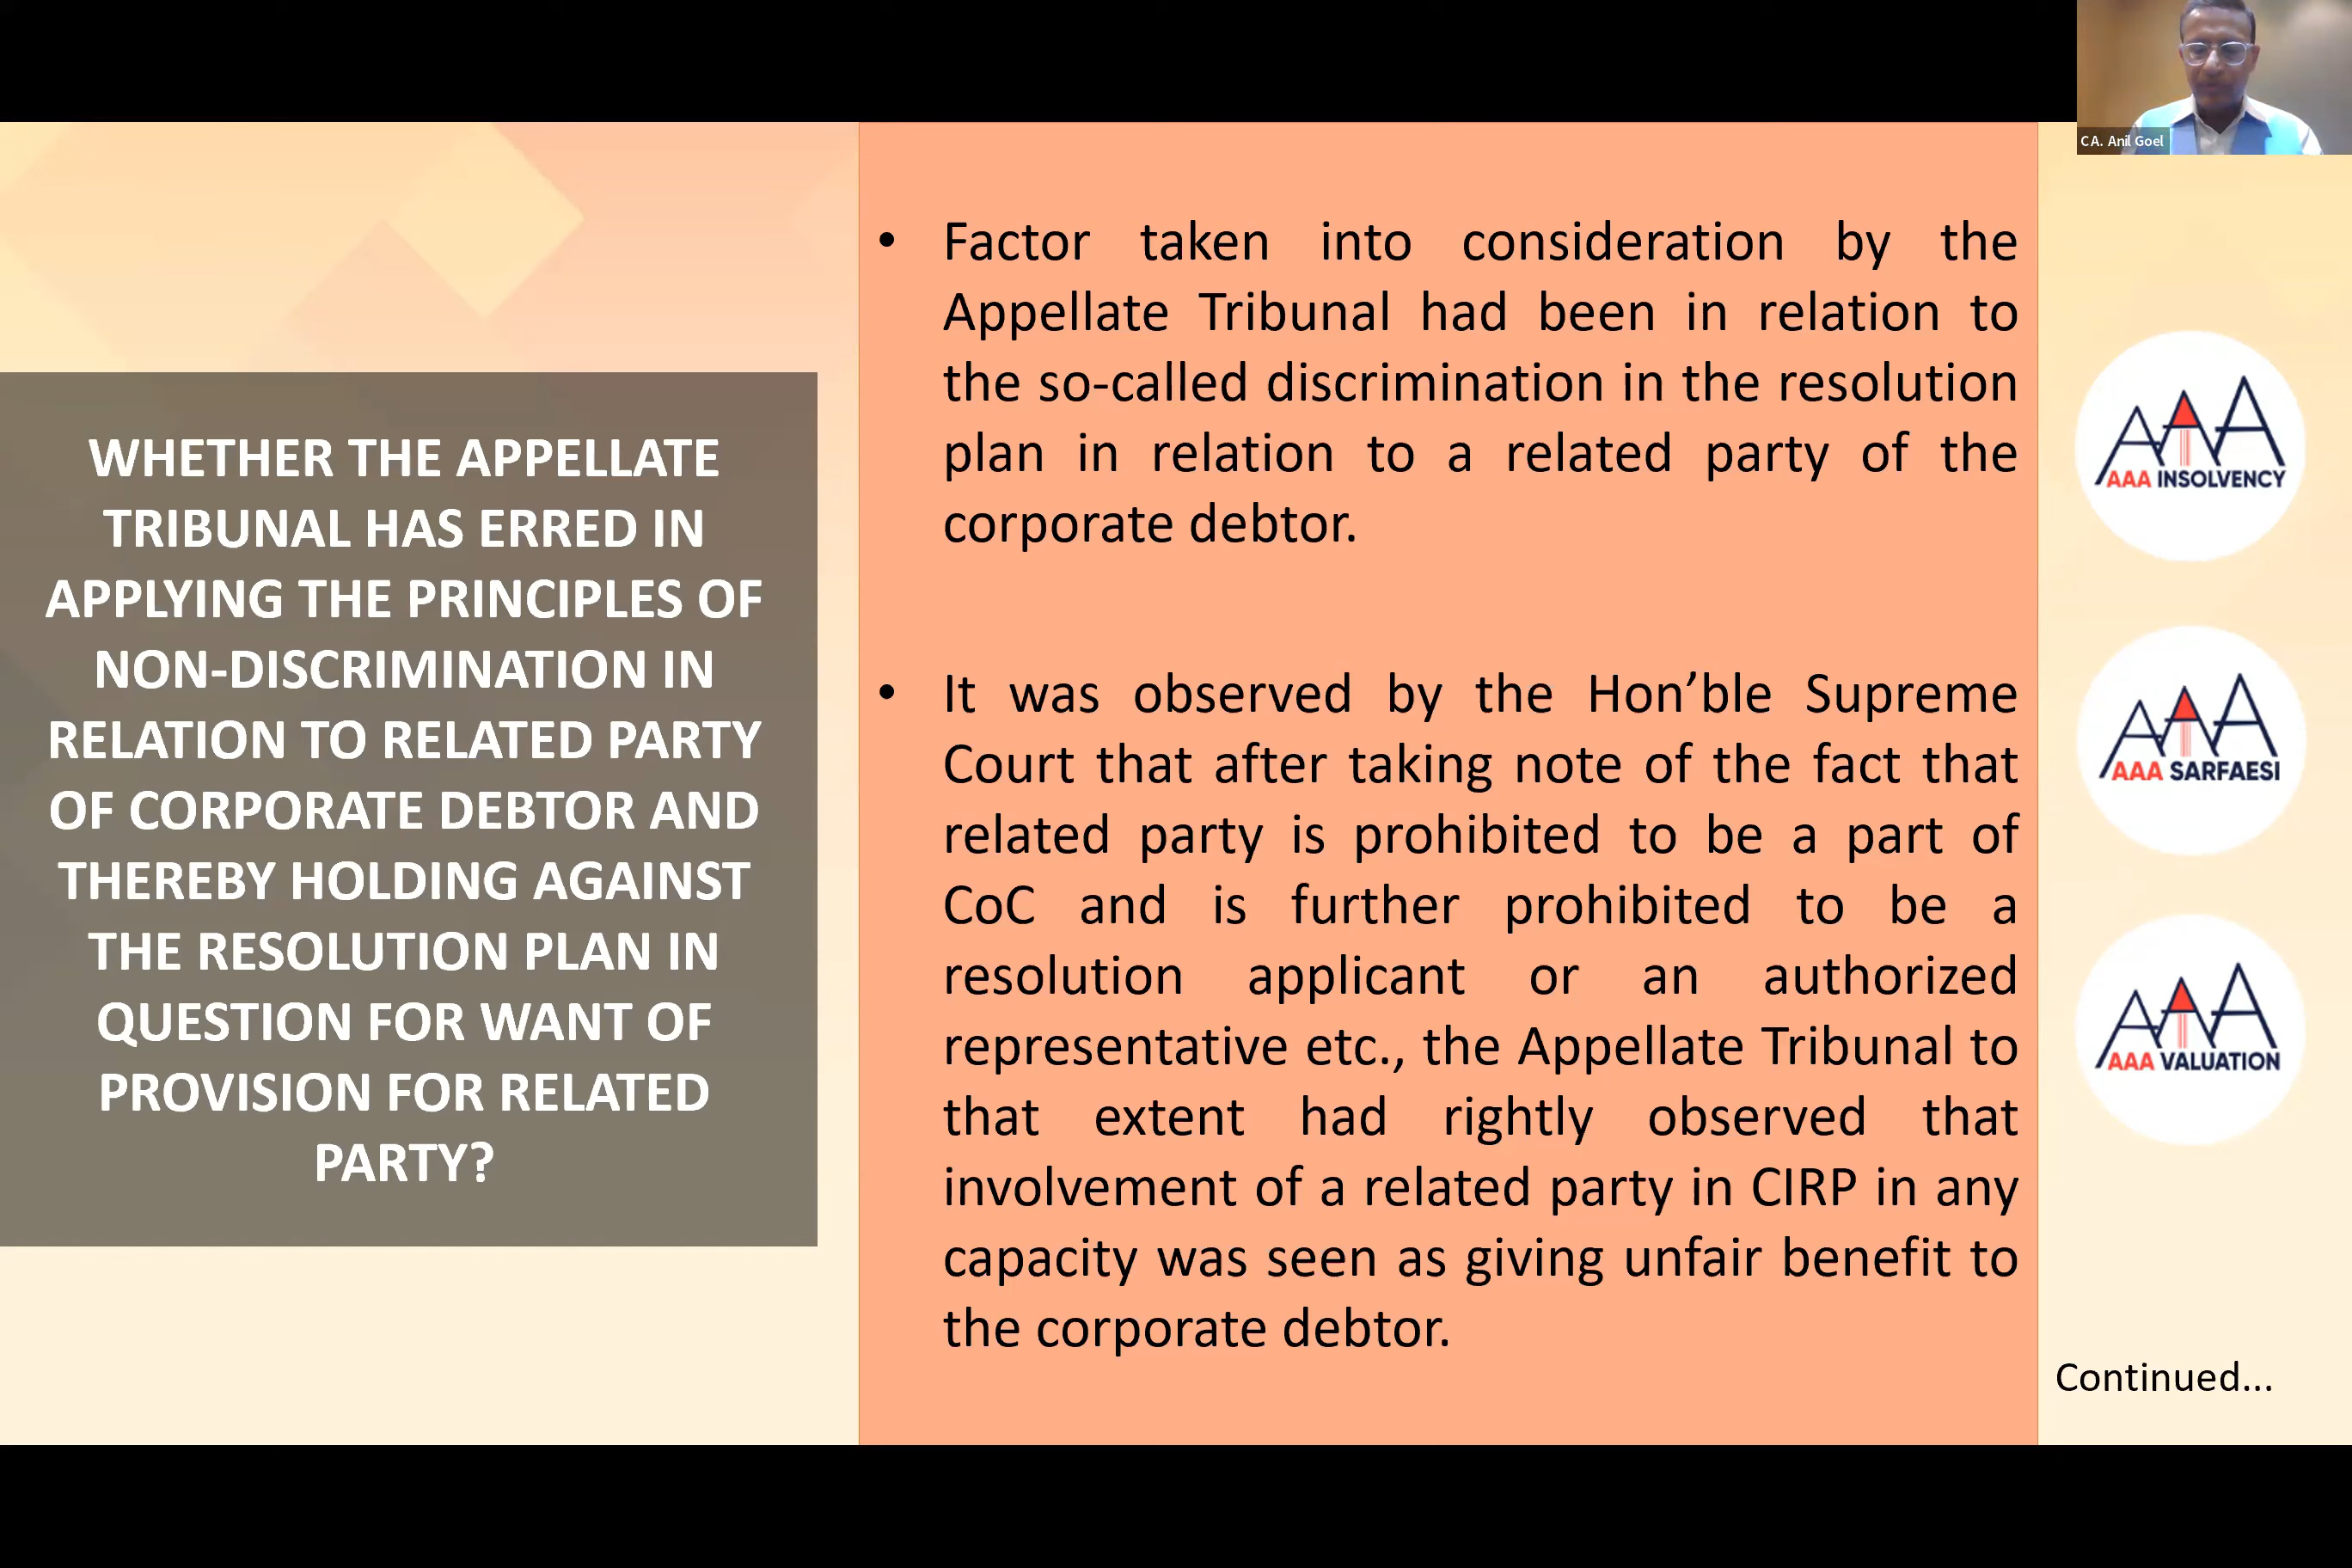 CA. Anil Goel
WHETHER THE APPELLATE
TRIBUNAL HAS ERRED IN
APPLYING THE PRINCIPLES OF
NON-DISCRIMINATION IN
RELATION TO RELATED PARTY
OF CORPORATE DEBTOR AND
THEREBY HOLDING AGAINST
THE RESOLUTION PLAN IN
QUESTION FOR WANT OF
PROVISION FOR RELATED
PARTY?
• Factor taken into consideration by the
Appellate Tribunal had been in relation to
the so-called discrimination in the resolution
plan in relation to a related party of the
corporate debtor.
• It was observed by the Hon’ble Supreme
Court that after taking note of the fact that
related party is prohibited to be a part of
CoC and is further prohibited to be a
resolution applicant or an authorized
representative etc., the Appellate Tribunal to
that extent had rightly observed that
involvement of a related party in CIRP in any
capacity was seen as giving unfair benefit to
the corporate debtor.
AAA
AAA INSOLVENCY
AAA
AAA SARFAESI
AAA
AAA VALUATION
Continued...